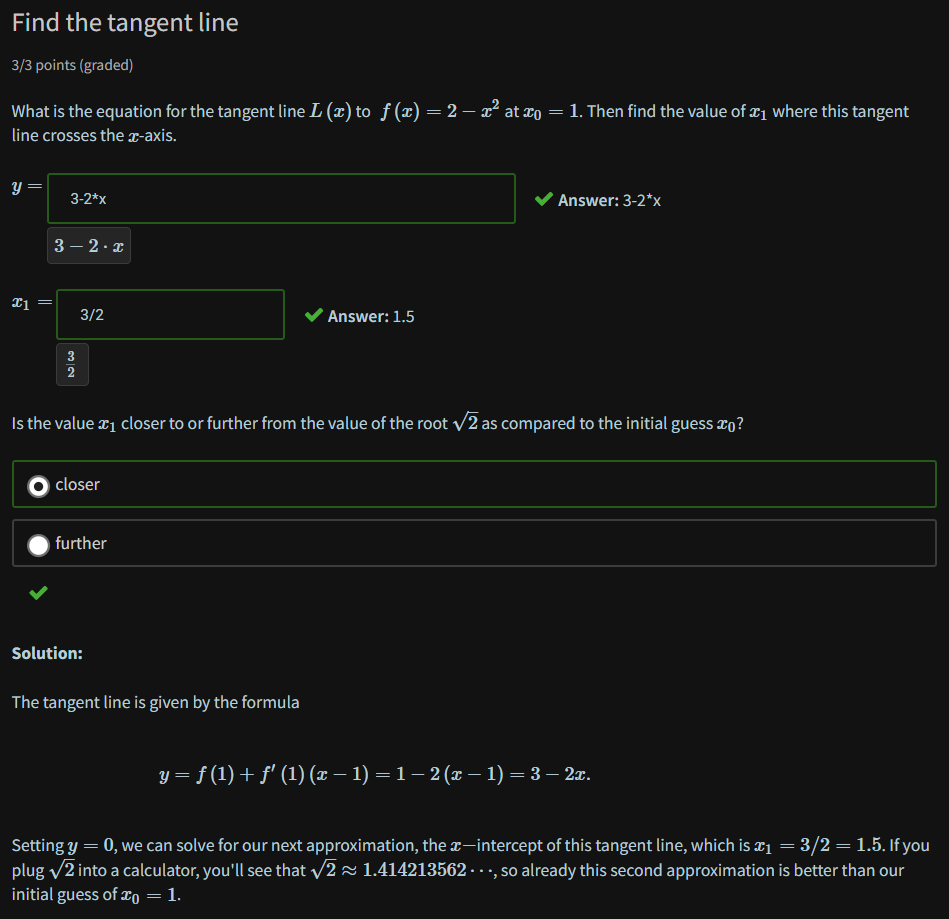 Find the tangent line
3/3 points (graded)
What is the equation for the tangent line L (x) to f (x) = 2 − x² at x₀ = 1. Then find the value of x₁ where this tangent
line crosses the x-axis.
y = 3-2*x ✔ Answer: 3-2*x
3 − 2 · x
x₁ = 3/2 ✔ Answer: 1.5
3/2
Is the value x₁ closer to or further from the value of the root √2 as compared to the initial guess x₀?
closer
further
✔
Solution:
The tangent line is given by the formula
y = f (1) + f′ (1) (x − 1) = 1 − 2 (x − 1) = 3 − 2x.
Setting y = 0, we can solve for our next approximation, the x−intercept of this tangent line, which is x₁ = 3/2 = 1.5. If you
plug √2 into a calculator, you'll see that √2 ≈ 1.414213562 · · ·, so already this second approximation is better than our
initial guess of x₀ = 1.